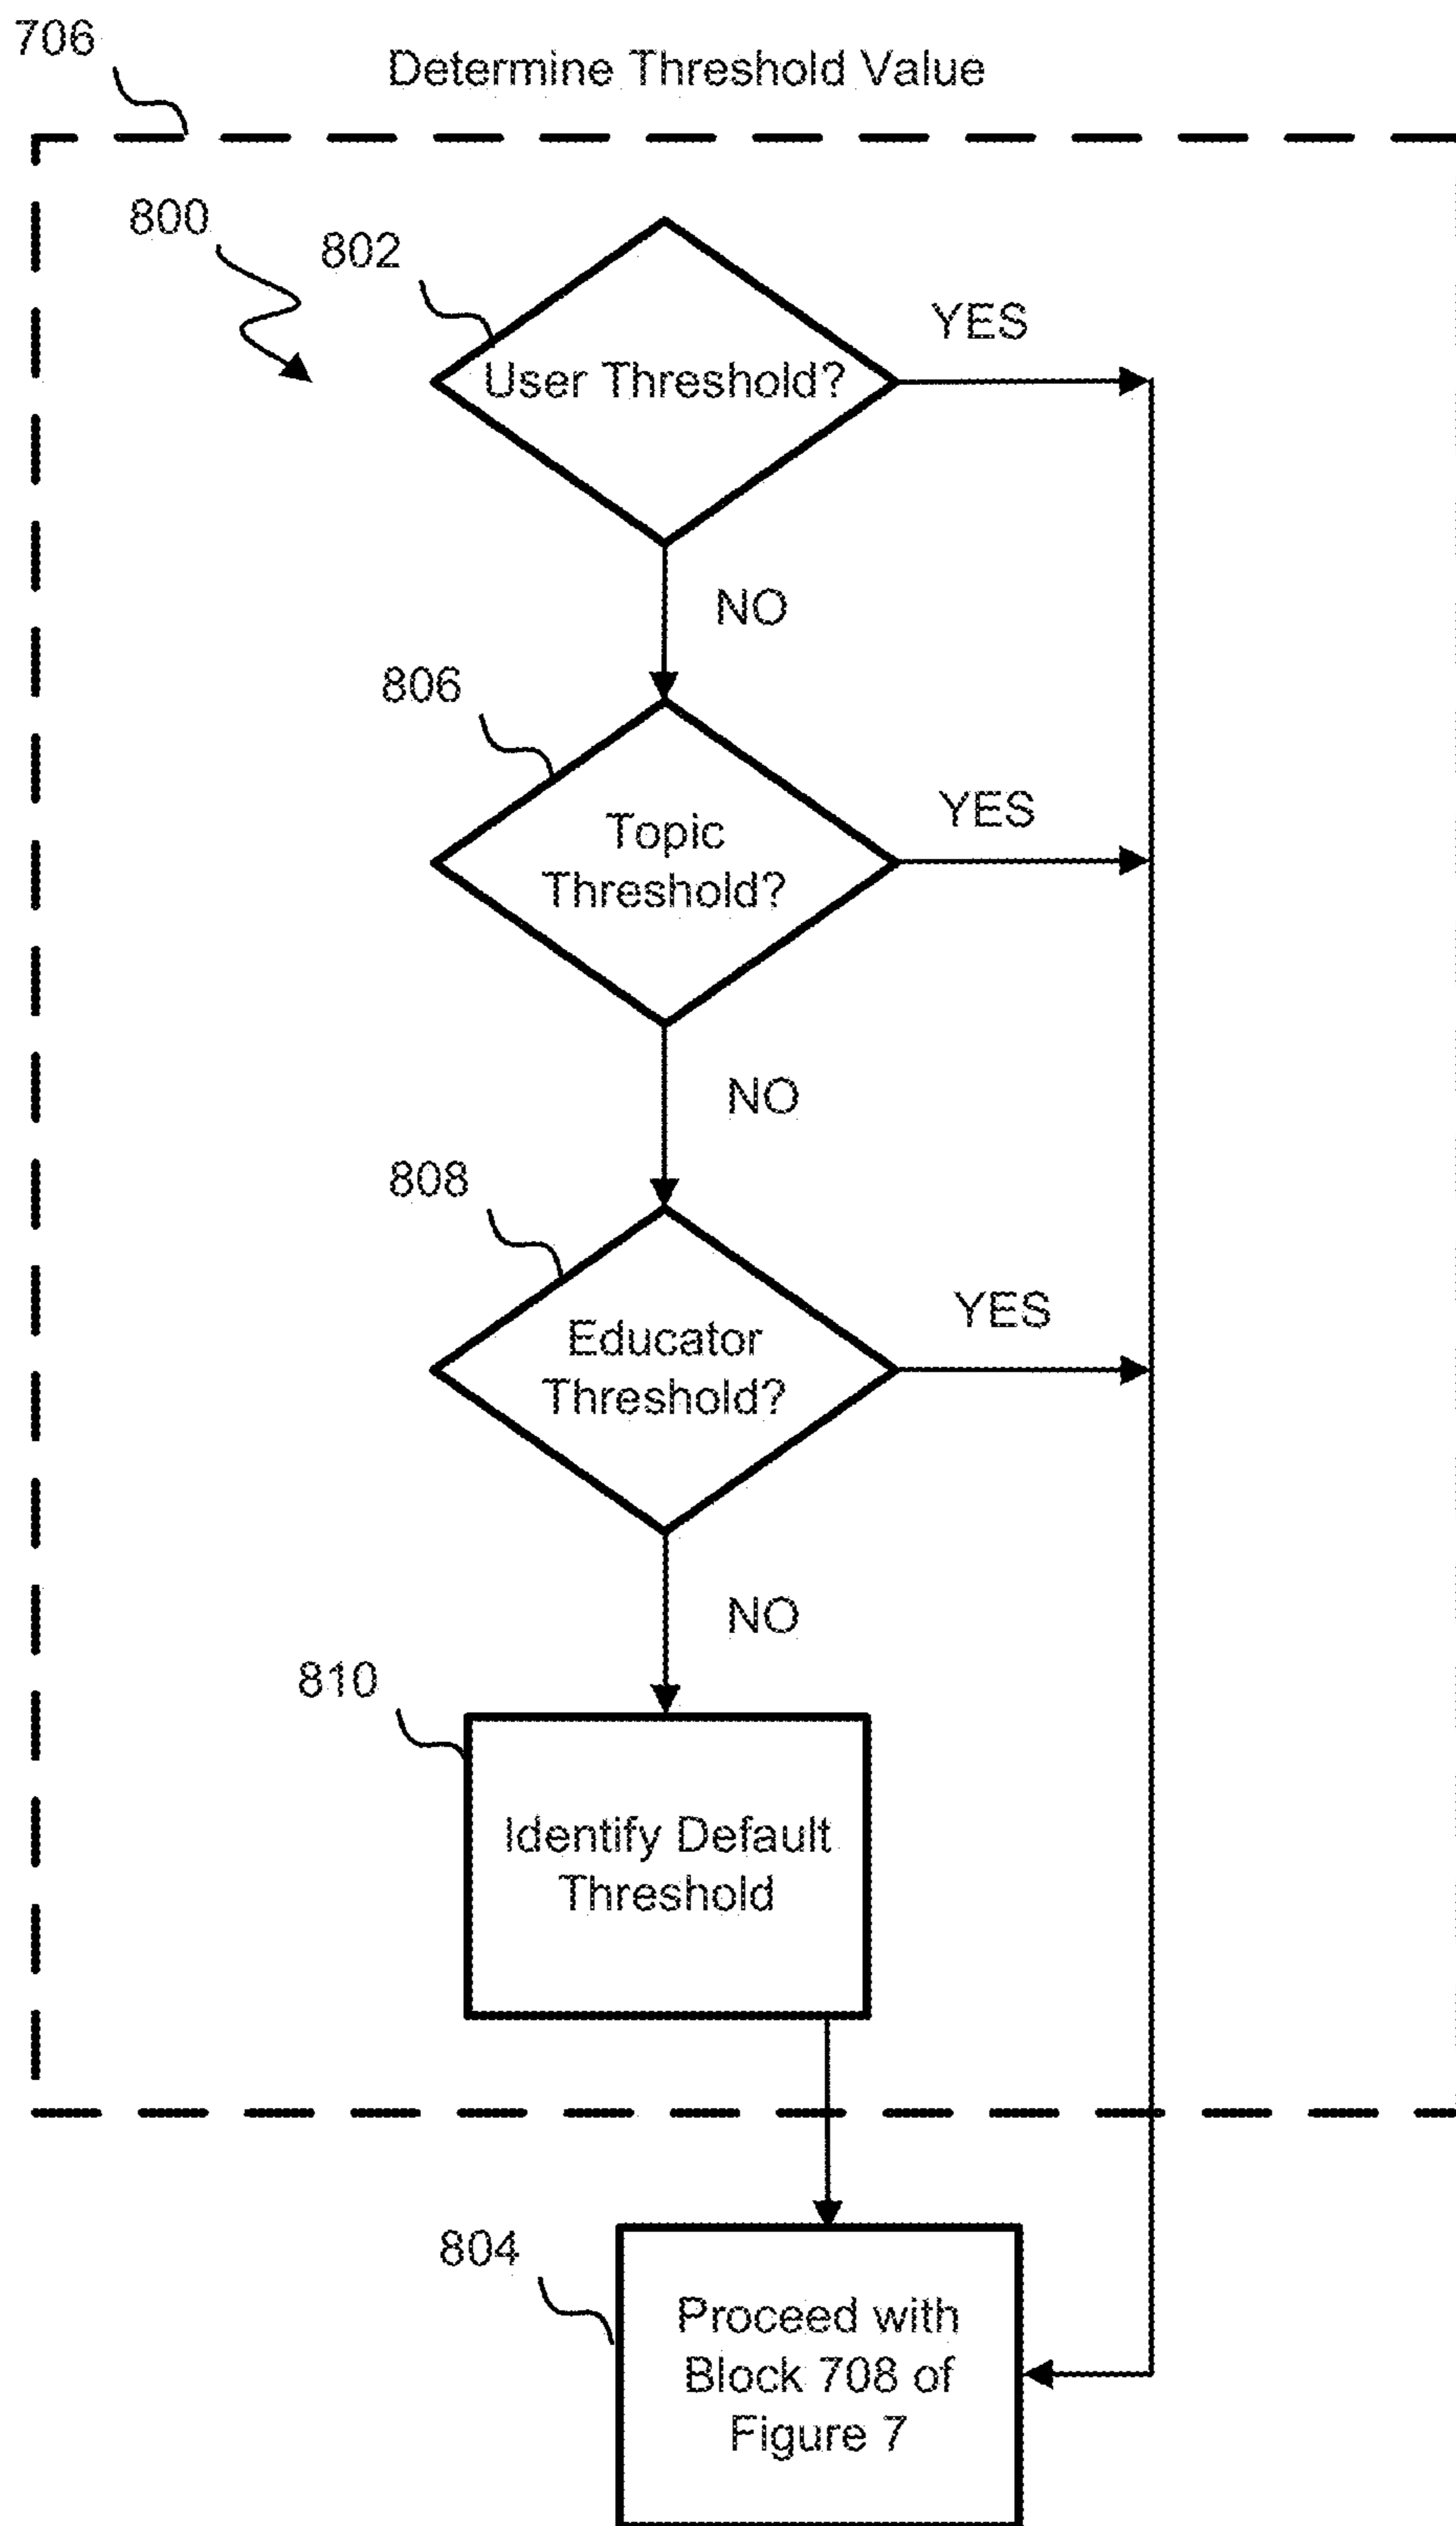 706
Determine Threshold Value
800
802
User Threshold?
YES
NO
806
Topic
Threshold?
YES
NO
808
Educator
Threshold?
YES
NO
810
Identify Default
Threshold
804
Proceed with
Block 708 of
Figure 7